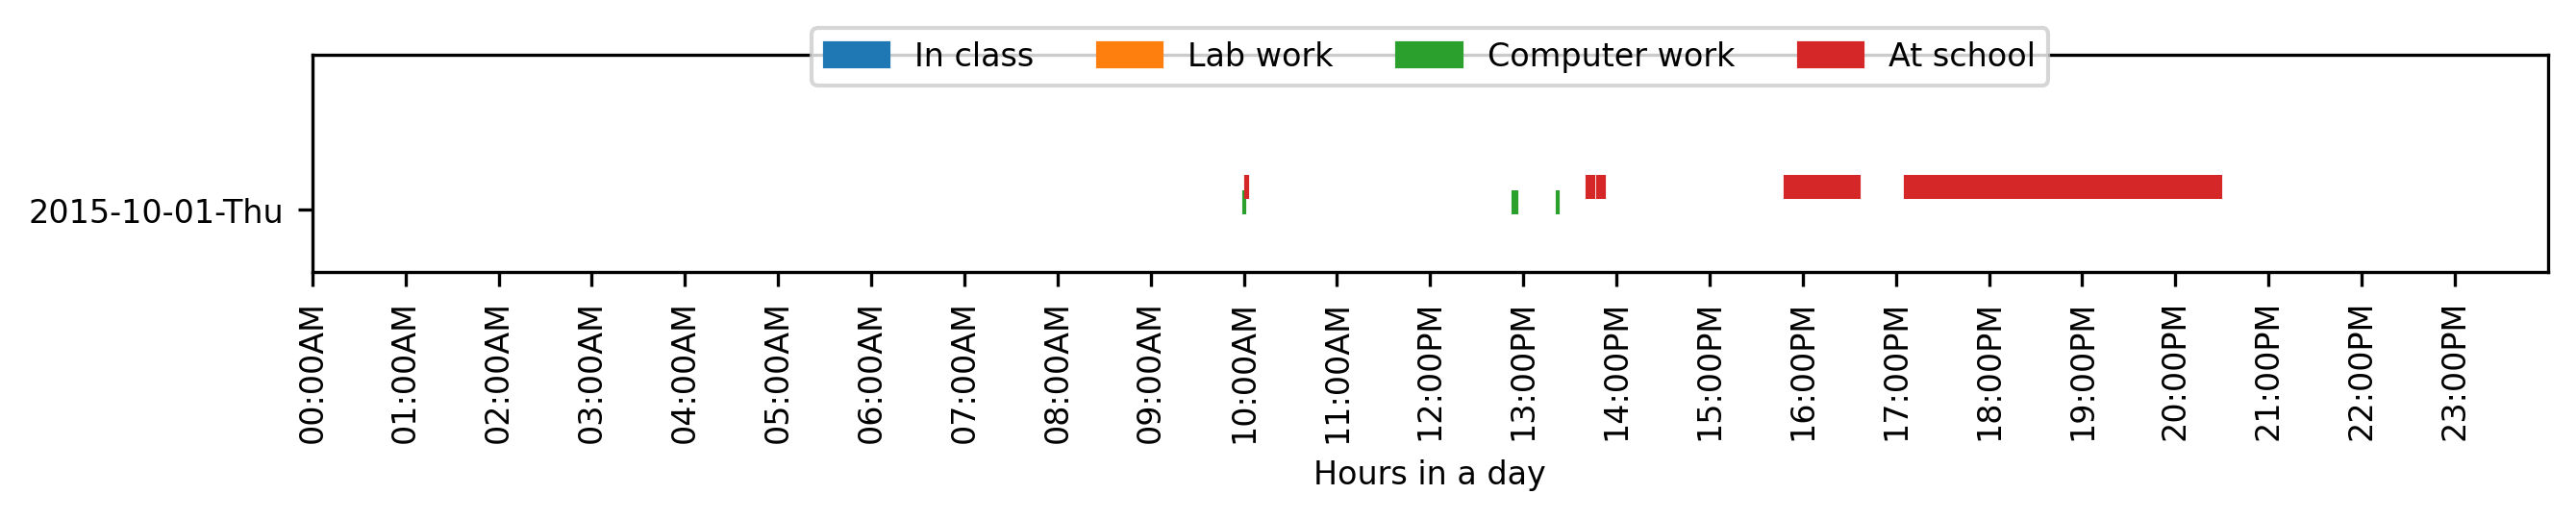 In class Lab work Computer work At school
2015-10-01-Thu
00:00AM 01:00AM 02:00AM 03:00AM 04:00AM 05:00AM 06:00AM 07:00AM 08:00AM 09:00AM 10:00AM 11:00AM 12:00PM 13:00PM 14:00PM 15:00PM 16:00PM 17:00PM 18:00PM 19:00PM 20:00PM 21:00PM 22:00PM 23:00PM
Hours in a day